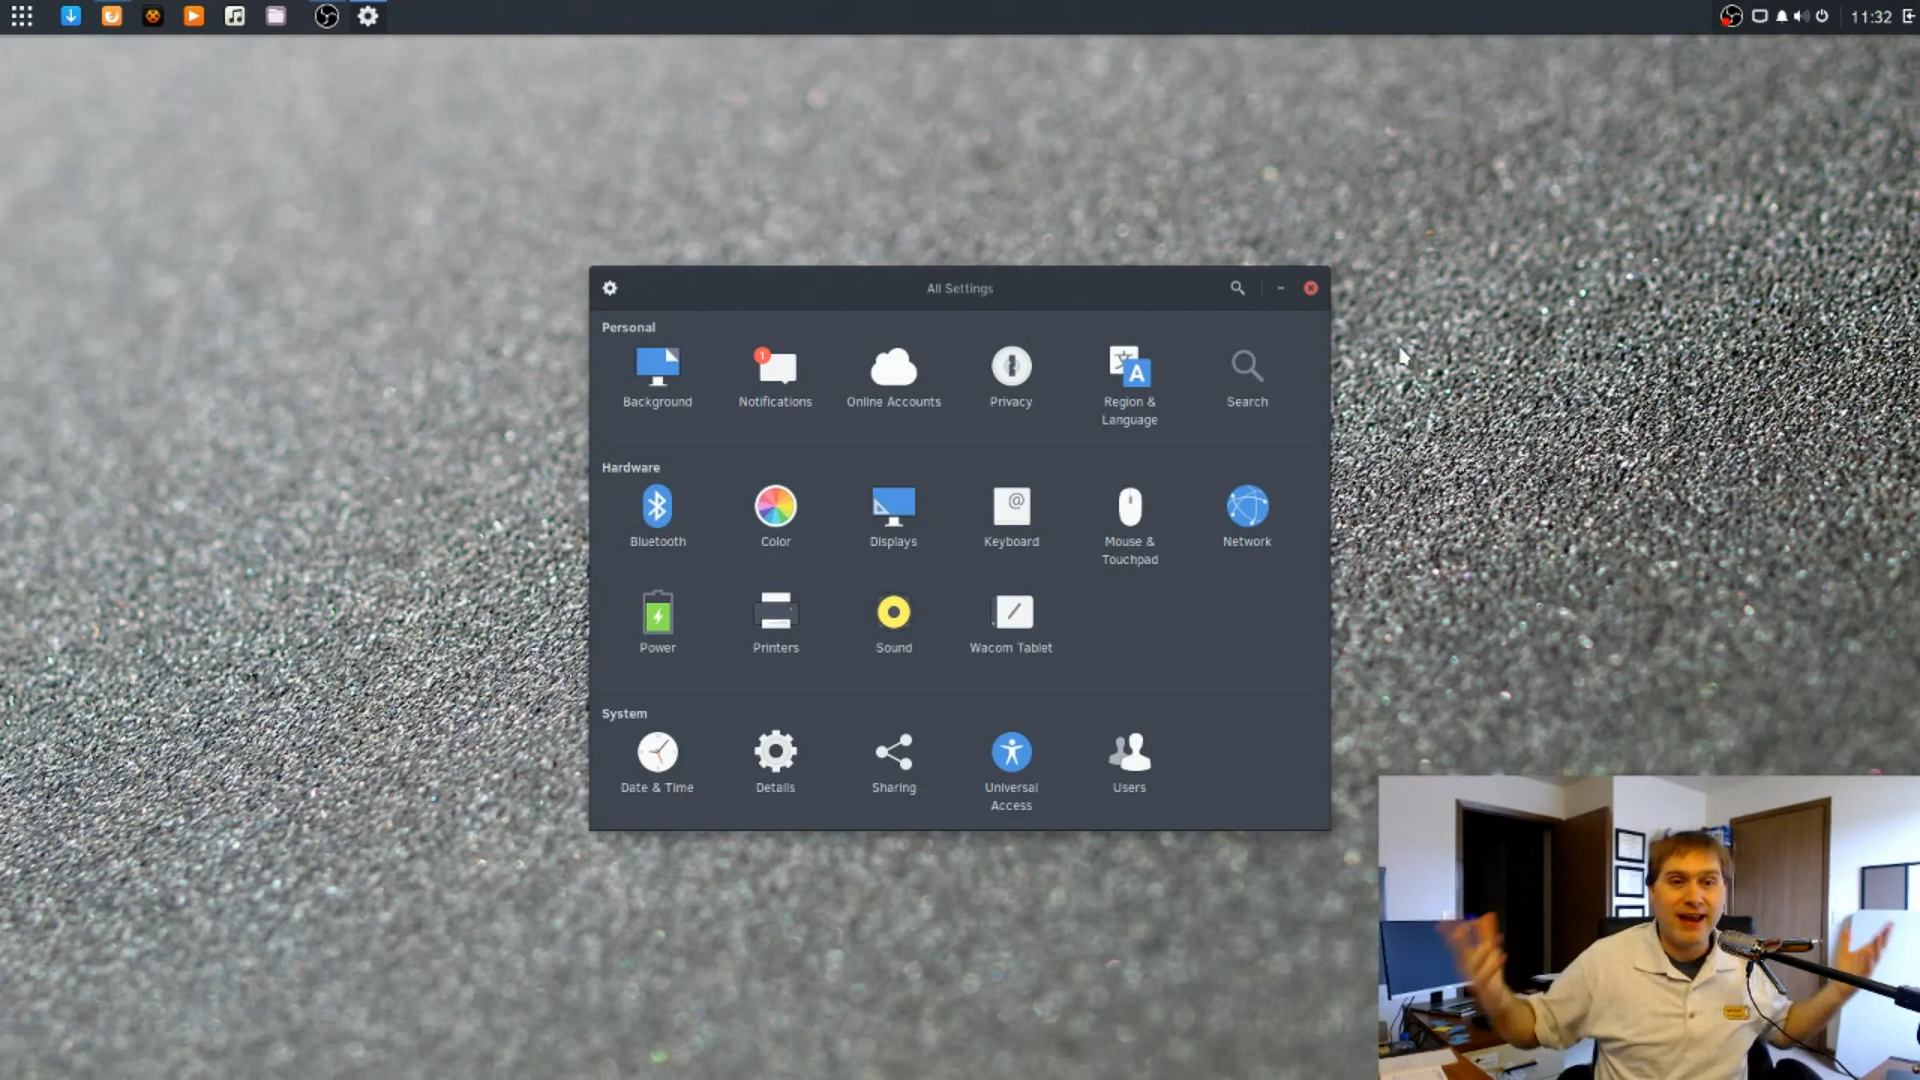 11:32
All Settings
Personal
Background
Notifications
Online Accounts
Privacy
Region &
Language
Search
Hardware
Bluetooth
Color
Displays
Keyboard
Mouse &
Touchpad
Network
Power
Printers
Sound
Wacom Tablet
System
Date & Time
Details
Sharing
Universal
Access
Users